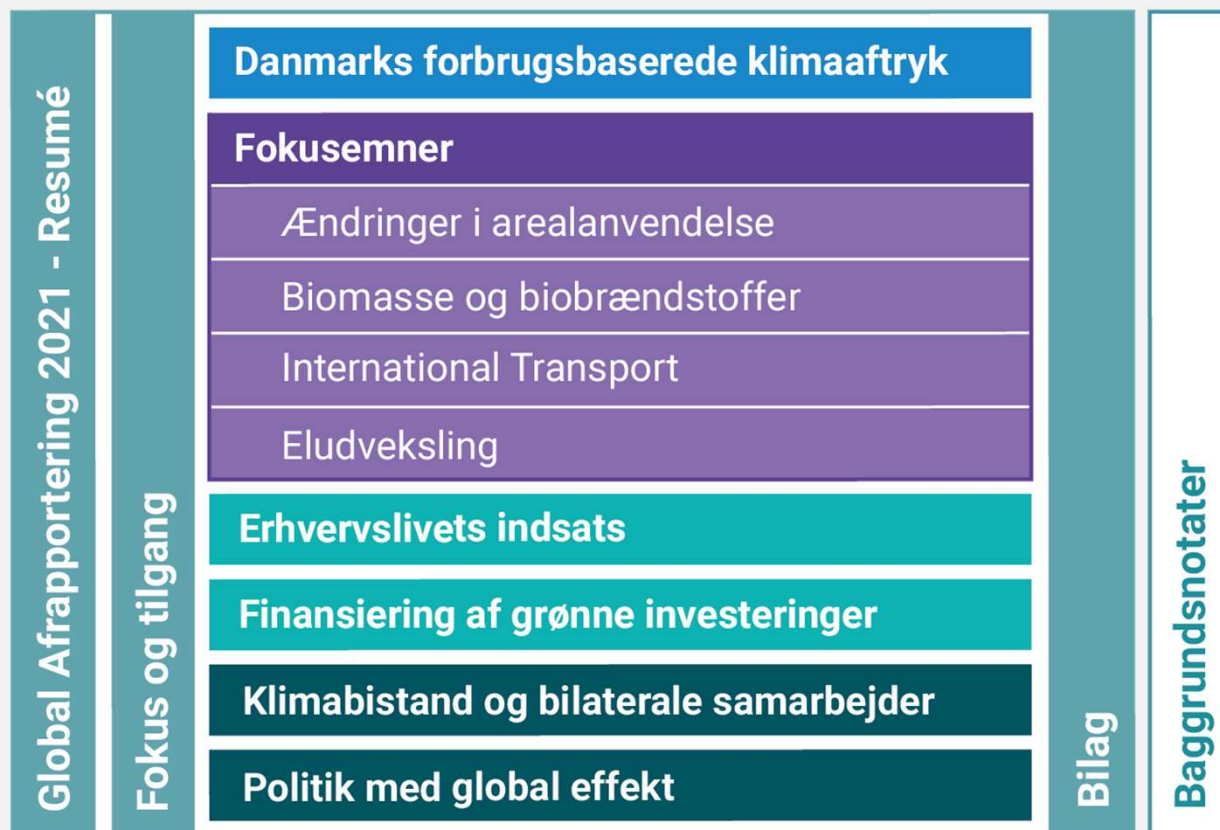 Global Afrapportering 2021 - Resumé
Fokus og tilgang
Danmarks forbrugsbaserede klimaaftryk
Fokusemner
Ændringer i arealanvendelse
Biomasse og biobrændstoffer
International Transport
Eludveksling
Erhvervslivets indsats
Finansiering af grønne investeringer
Klimabistand og bilaterale samarbejder
Politik med global effekt
Bilag
Baggrundsnotater